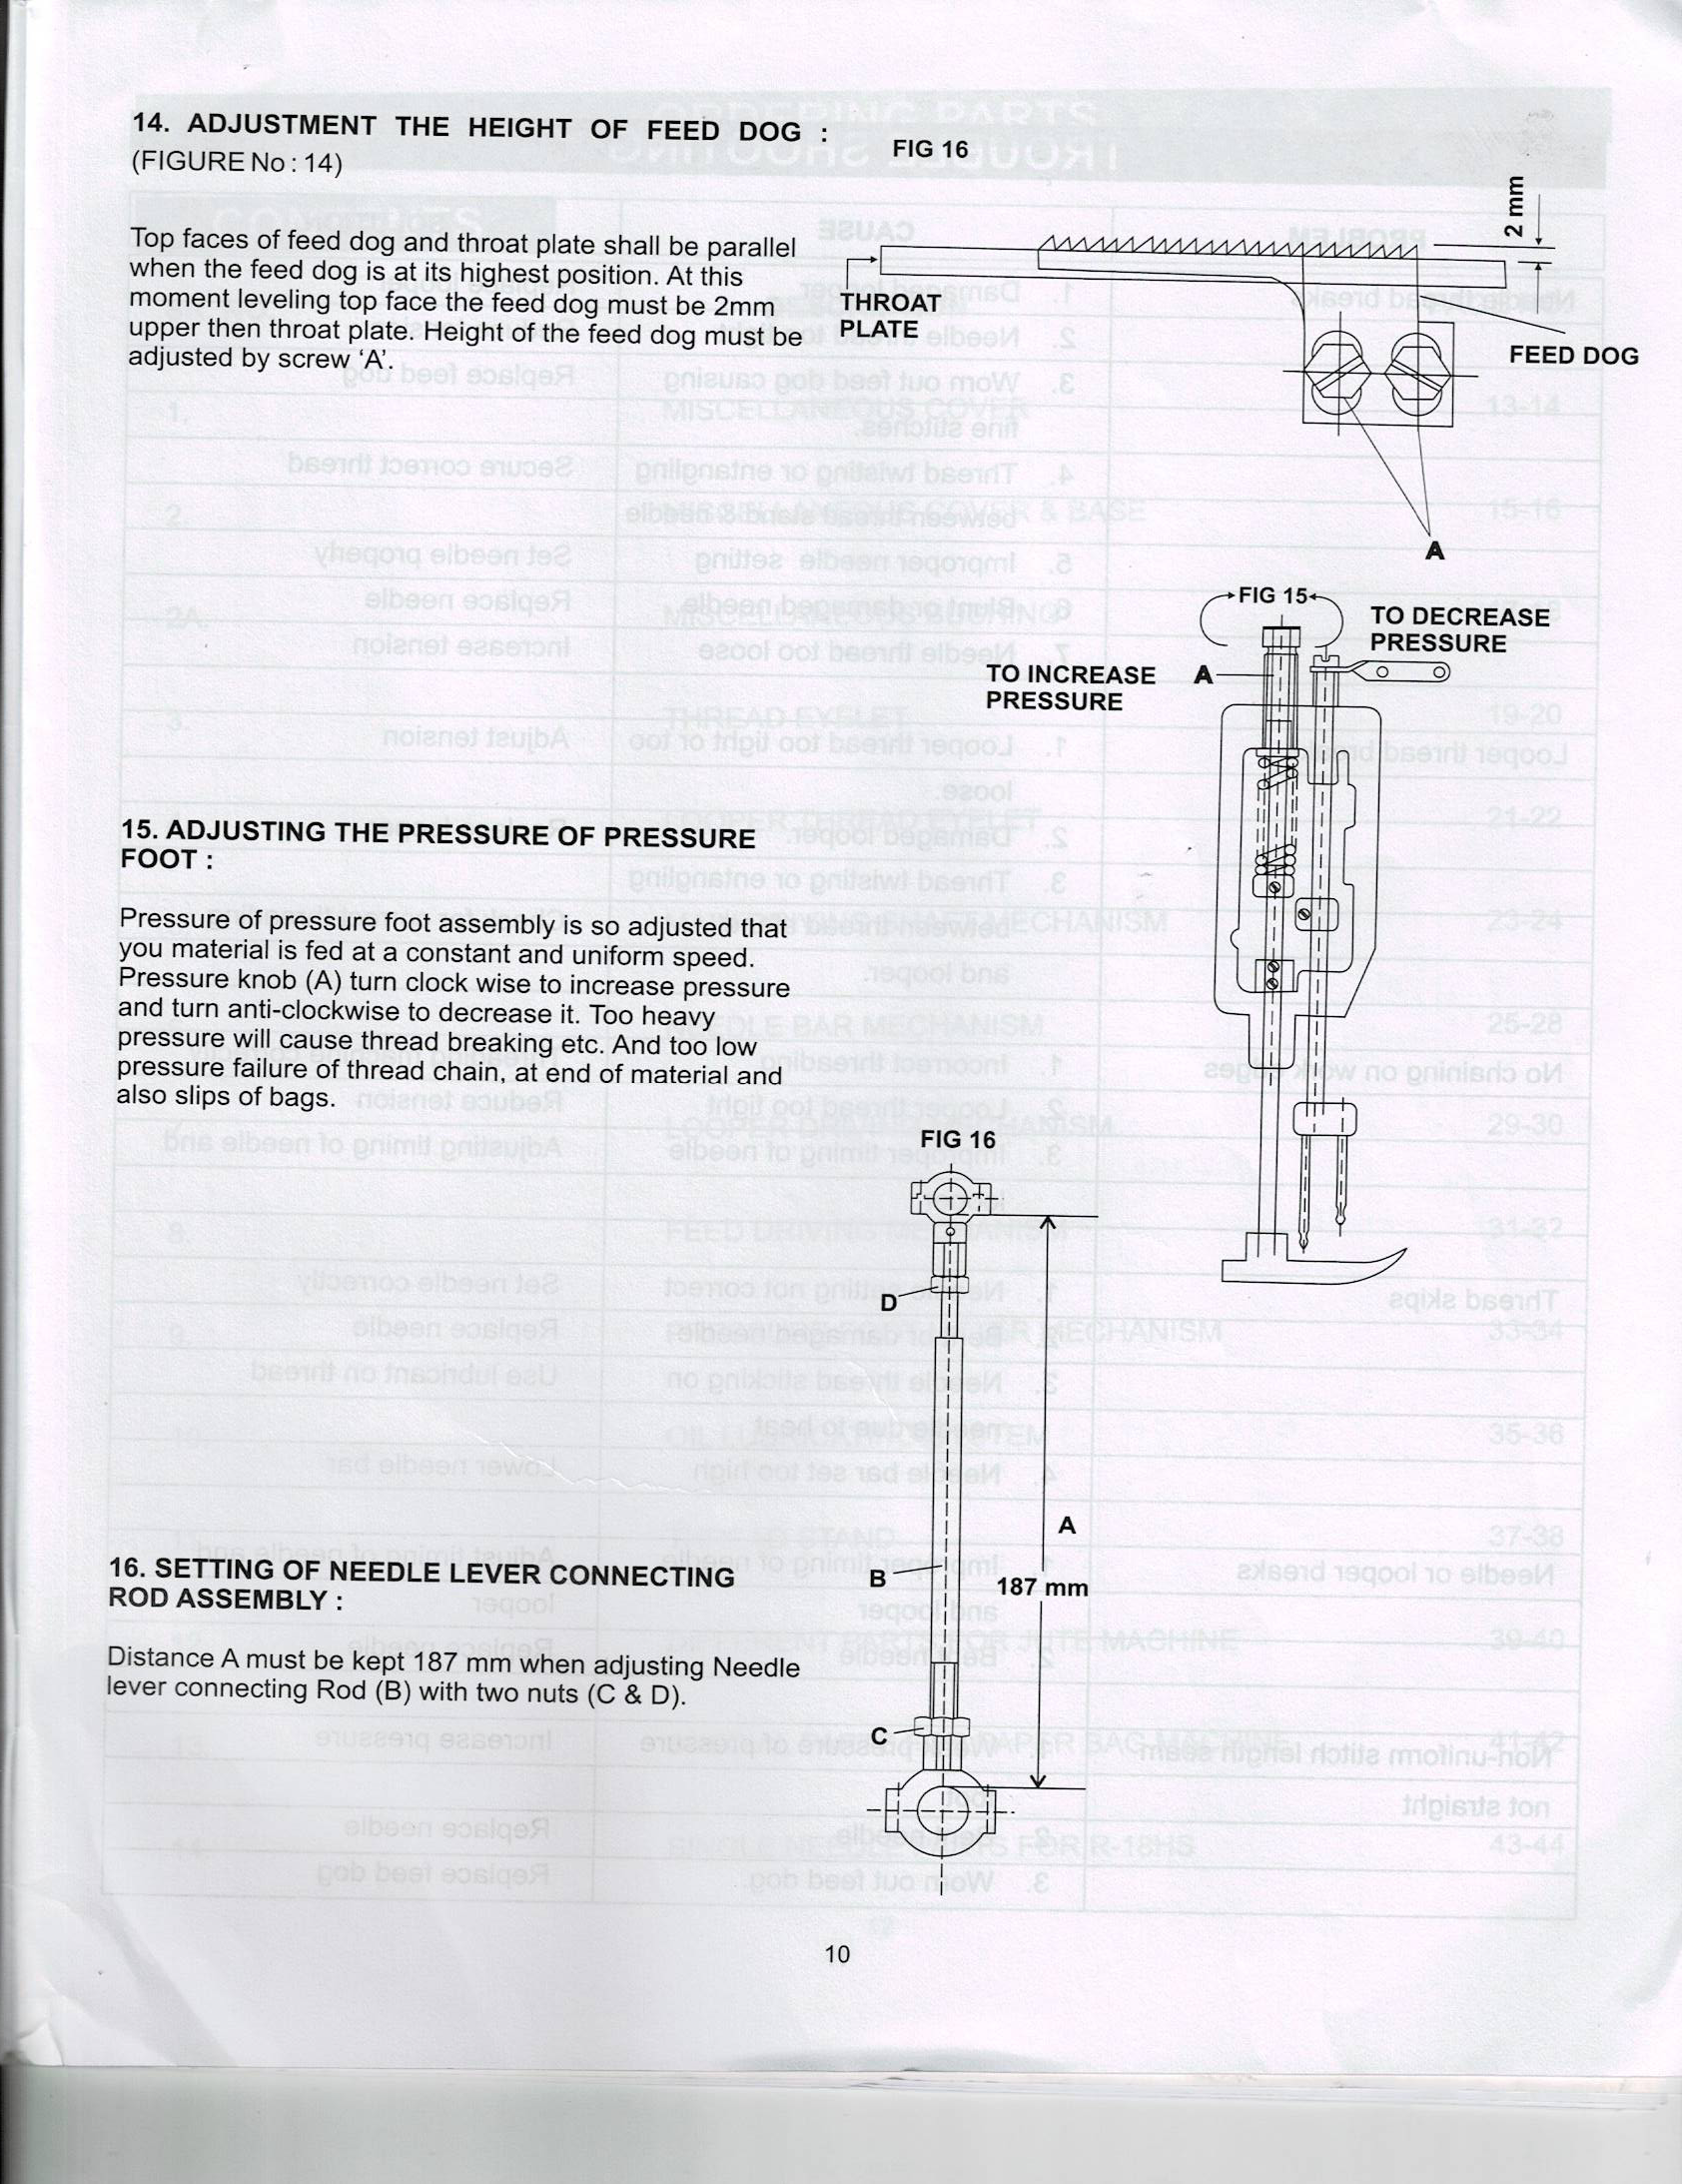 14. ADJUSTMENT THE HEIGHT OF FEED DOG :
(FIGURE No : 14)
FIG 16
Top faces of feed dog and throat plate shall be parallel
when the feed dog is at its highest position. At this
moment leveling top face the feed dog must be 2mm
upper then throat plate. Height of the feed dog must be
adjusted by screw ‘A’.
2 mm
THROAT
PLATE
FEED DOG
A
FIG 15
TO DECREASE
PRESSURE
TO INCREASE
PRESSURE
A
15. ADJUSTING THE PRESSURE OF PRESSURE
FOOT :
Pressure of pressure foot assembly is so adjusted that
you material is fed at a constant and uniform speed.
Pressure knob (A) turn clock wise to increase pressure
and turn anti-clockwise to decrease it. Too heavy
pressure will cause thread breaking etc. And too low
pressure failure of thread chain, at end of material and
also slips of bags.
FIG 16
D
A
B
187 mm
C
16. SETTING OF NEEDLE LEVER CONNECTING
ROD ASSEMBLY :
Distance A must be kept 187 mm when adjusting Needle
lever connecting Rod (B) with two nuts (C & D).
10